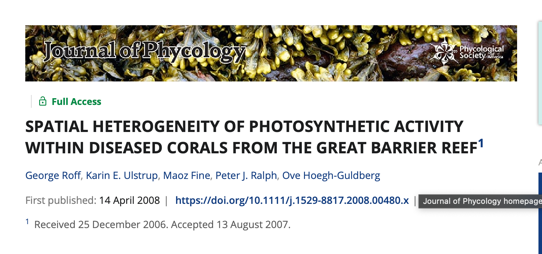 Journal of Phycology
Phycological
Society
Full Access
SPATIAL HETEROGENEITY OF PHOTOSYNTHETIC ACTIVITY
WITHIN DISEASED CORALS FROM THE GREAT BARRIER REEF1
George Roff, Karin E. Ulstrup, Maoz Fine, Peter J. Ralph, Ove Hoegh-Guldberg
First published: 14 April 2008 | https://doi.org/10.1111/j.1529-8817.2008.00480.x | Journal of Phycology homepage
1 Received 25 December 2006. Accepted 13 August 2007.